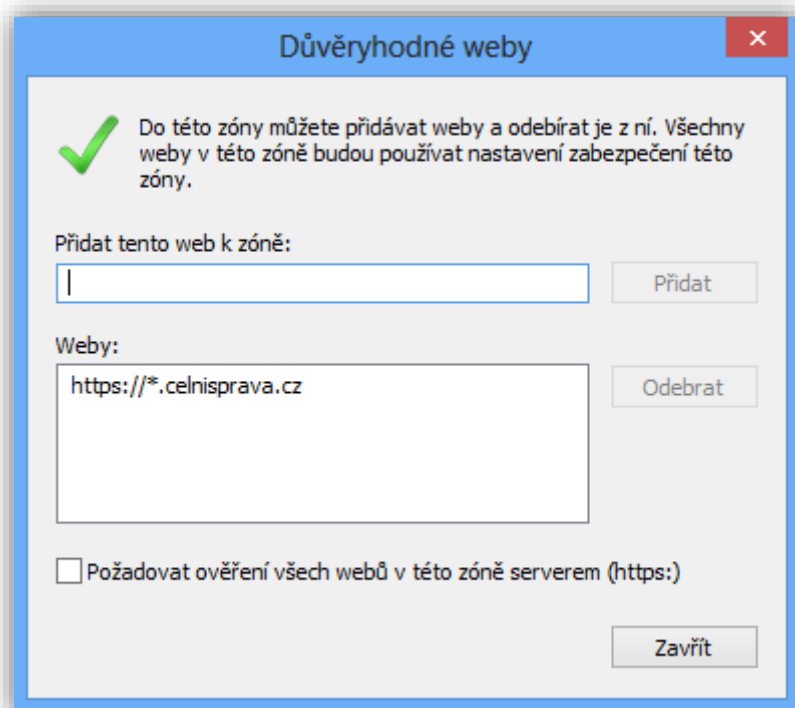 Důvěryhodné weby
Do této zóny můžete přidávat weby a odebírat je z ní. Všechny
weby v této zóně budou používat nastavení zabezpečení této
zóny.
Přidat tento web k zóně:
Přidat
Weby:
https://*.celnisprava.cz
Odebrat
Požadovat ověření všech webů v této zóně serverem (https:)
Zavřít